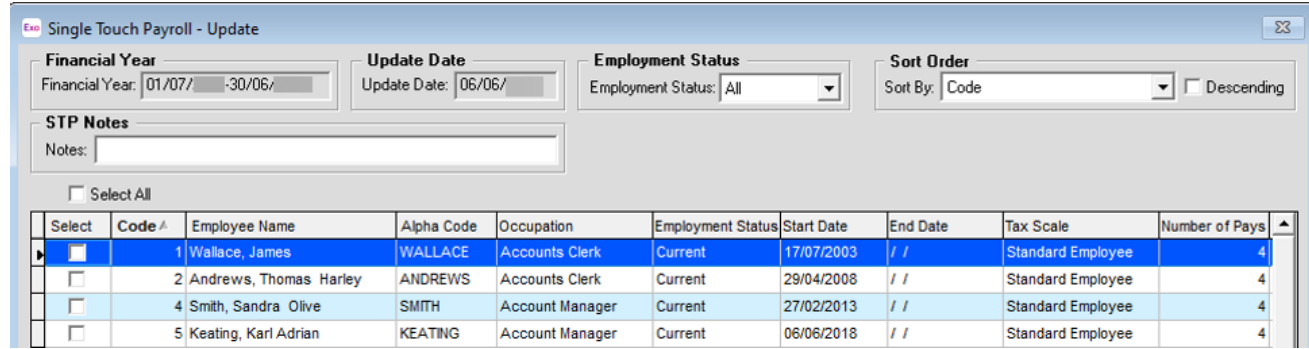 Exo Single Touch Payroll - Update
Financial Year Update Date Employment Status Sort Order
Financial Year: 01/07/ -30/06/ Update Date: 06/06/ Employment Status: All Sort By: Code Descending
STP Notes
Notes:
Select All
Select Code Employee Name Alpha Code Occupation Employment Status Start Date End Date Tax Scale Number of Pays
1 Wallace, James WALLACE Accounts Clerk Current 17/07/2003 / / Standard Employee 4
2 Andrews, Thomas Harley ANDREWS Accounts Clerk Current 29/04/2008 / / Standard Employee 4
4 Smith, Sandra Olive SMITH Account Manager Current 27/02/2013 / / Standard Employee 4
5 Keating, Karl Adrian KEATING Account Manager Current 06/06/2018 / / Standard Employee 4